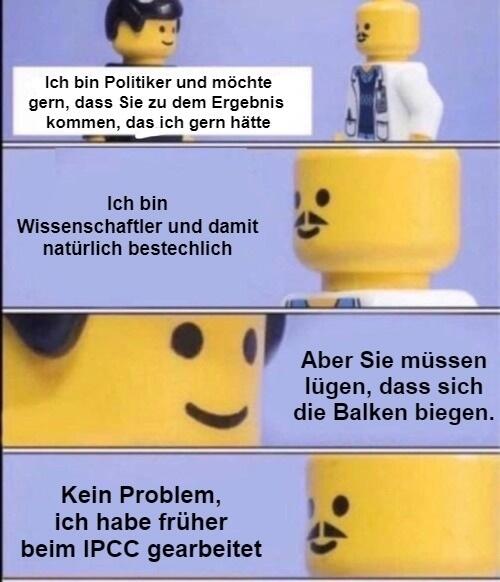 Ich bin Politiker und möchte
gern, dass Sie zu dem Ergebnis
kommen, das ich gern hätte
Ich bin
Wissenschaftler und damit
natürlich bestechlich
Aber Sie müssen
lügen, dass sich
die Balken biegen.
Kein Problem,
ich habe früher
beim IPCC gearbeitet